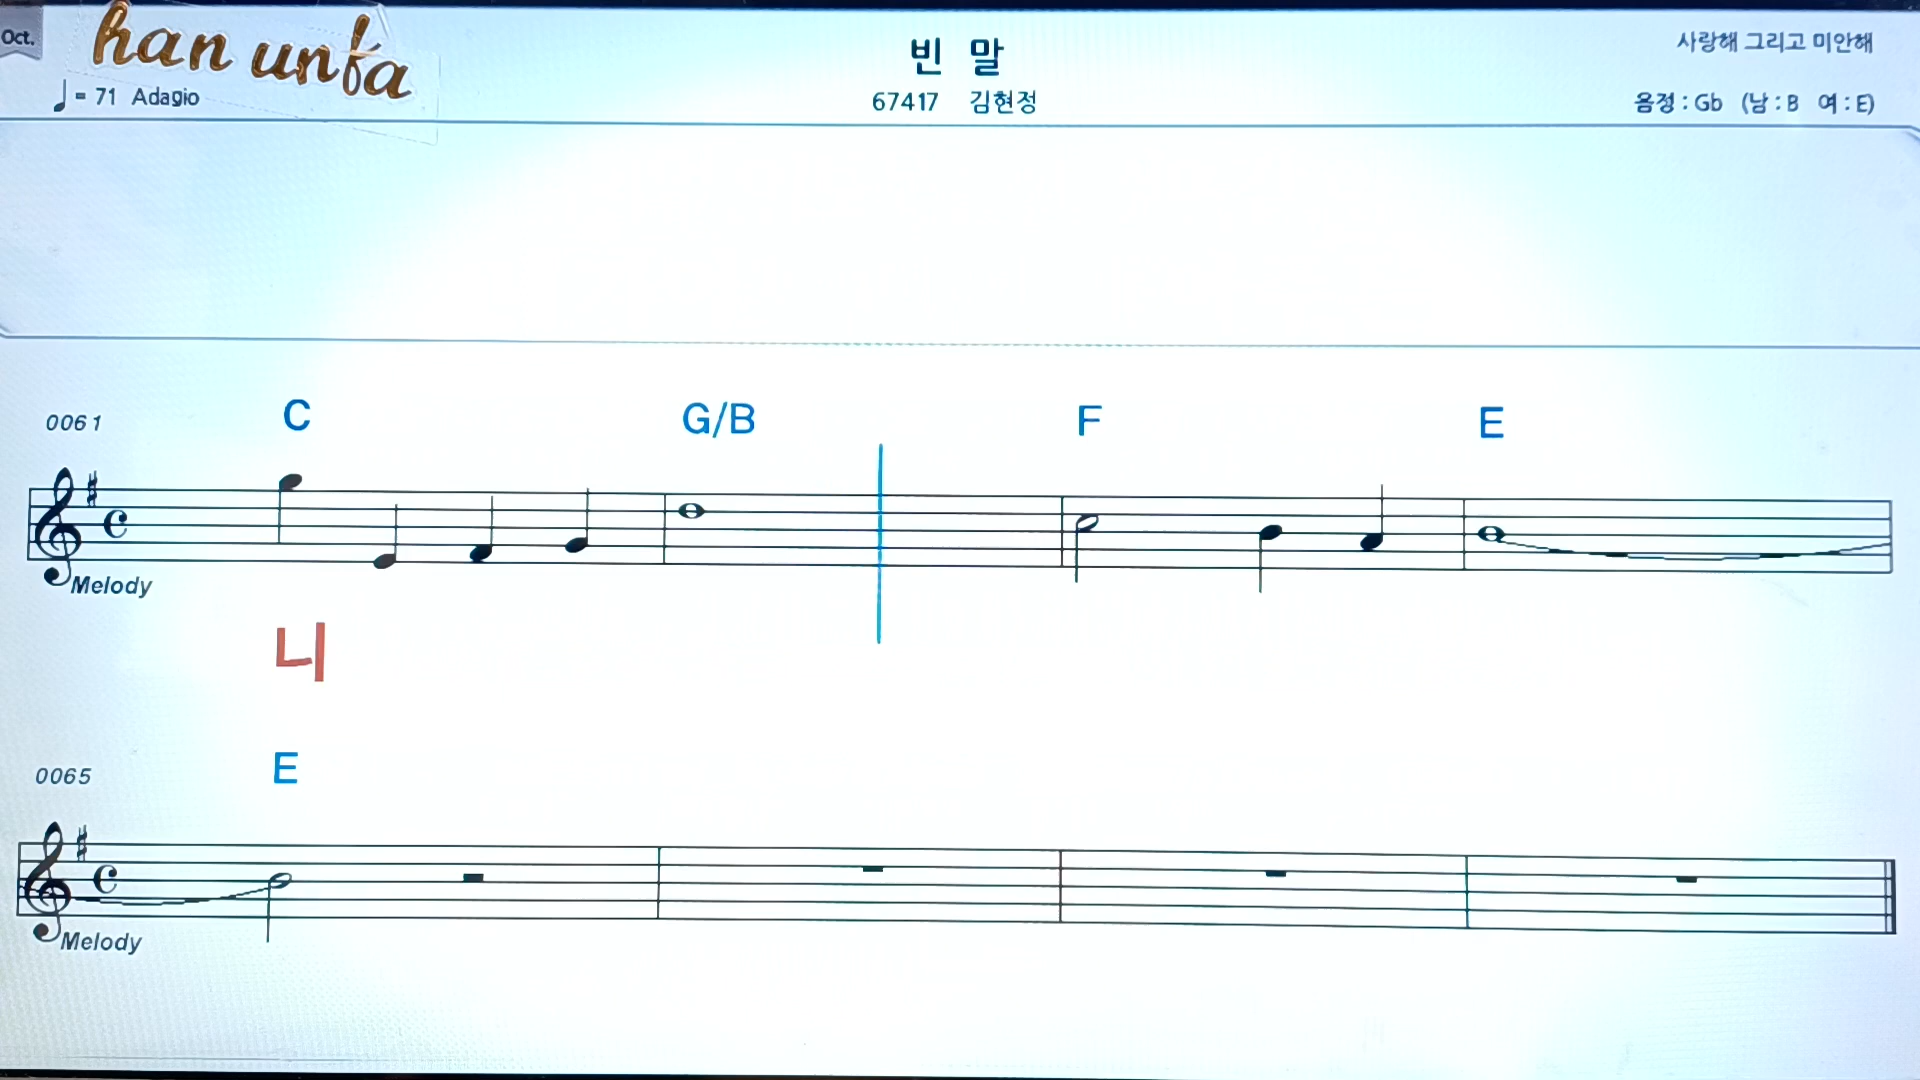 Oct.
han unfa
빈 말
사랑해 그리고 미안해
♩= 71 Adagio
67417 김현정
음정 : Gb (남 : B 여 : E)
0061 C G/B F E
Melody
니
0065 E
Melody